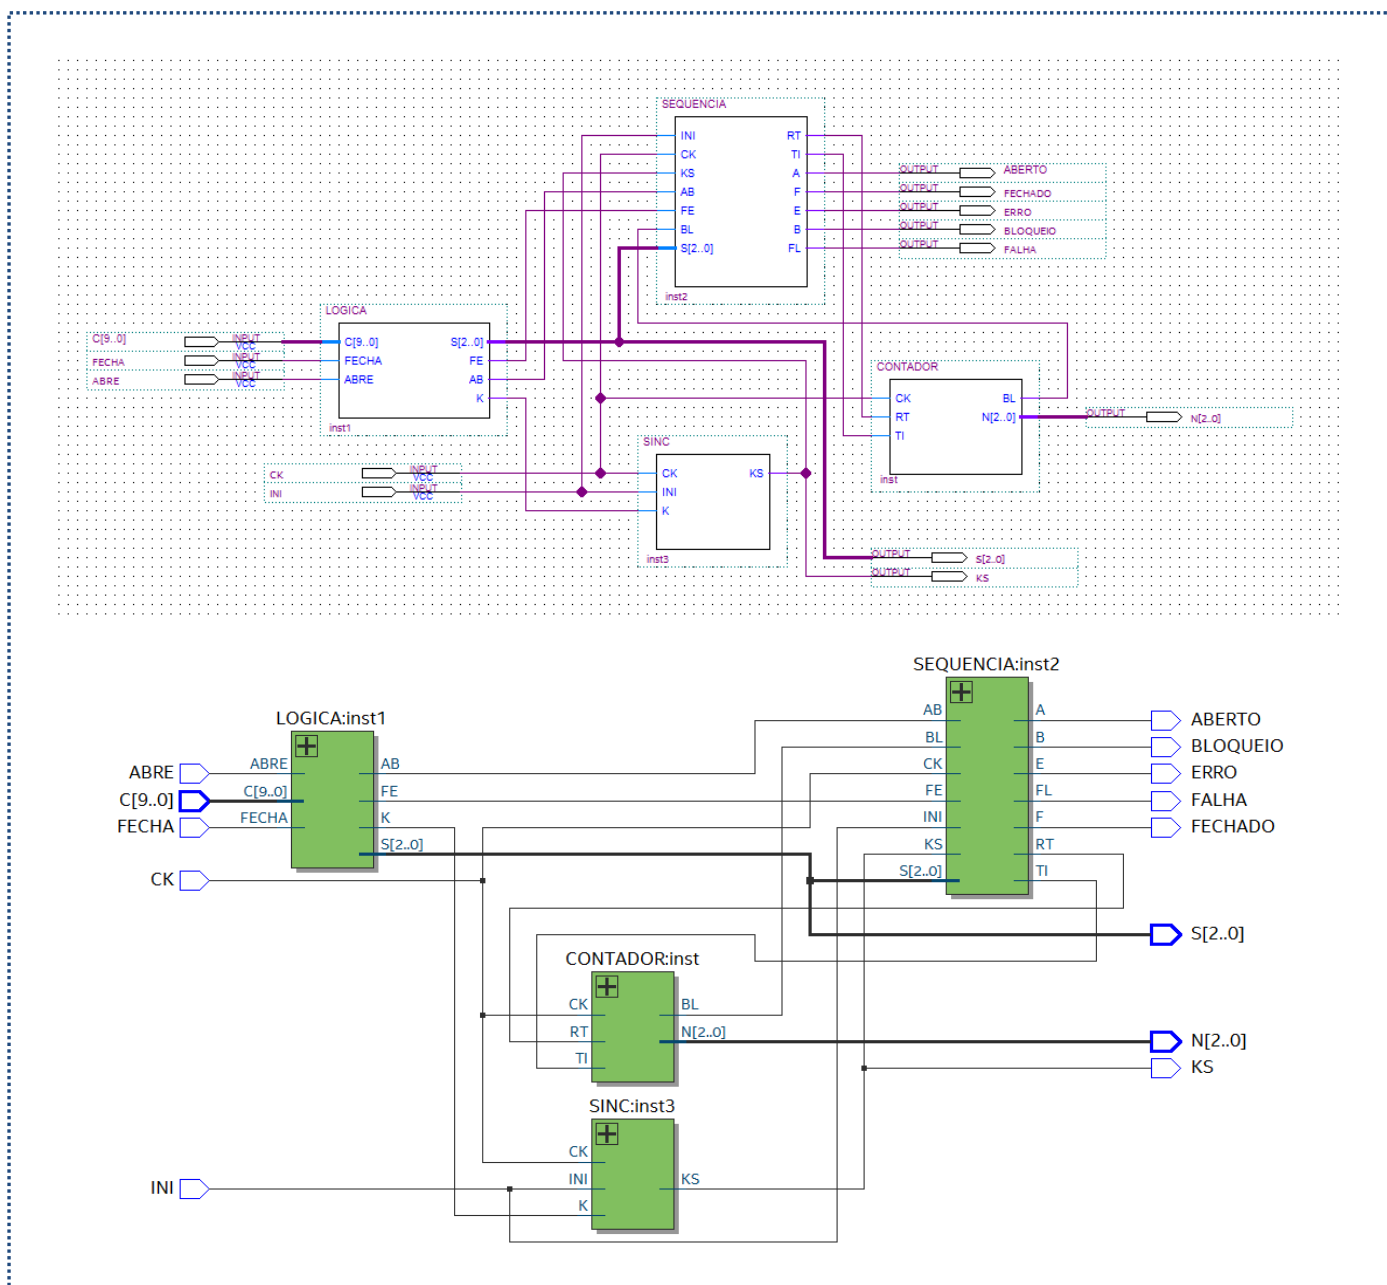 SEQUENCIA
INI RT
CK TI
KS A OUTPUT ABERTO
AB F OUTPUT FECHADO
FE E OUTPUT ERRO
BL B OUTPUT BLOQUEIO
S[2..0] FL OUTPUT FALHA
inst2
LOGICA
C[9..0] INPUT VCC C[9..0] S[2..0]
FECHA INPUT VCC FECHA FE
ABRE INPUT VCC ABRE AB
K
inst1
CONTADOR
CK BL
RT N[2..0] OUTPUT N[2..0]
TI
inst
SINC
CK INPUT VCC CK KS
INI INPUT VCC INI
K
inst3
OUTPUT S[2..0]
OUTPUT KS
SEQUENCIA:inst2
AB A ABERTO
BL B BLOQUEIO
CK E ERRO
FE FL FALHA
INI F FECHADO
KS RT
S[2..0] TI
LOGICA:inst1
ABRE ABRE AB
C[9..0] C[9..0] FE
FECHA FECHA K
S[2..0]
CK
S[2..0]
CONTADOR:inst
CK BL
RT N[2..0] N[2..0]
TI KS
SINC:inst3
CK
INI INI KS
K